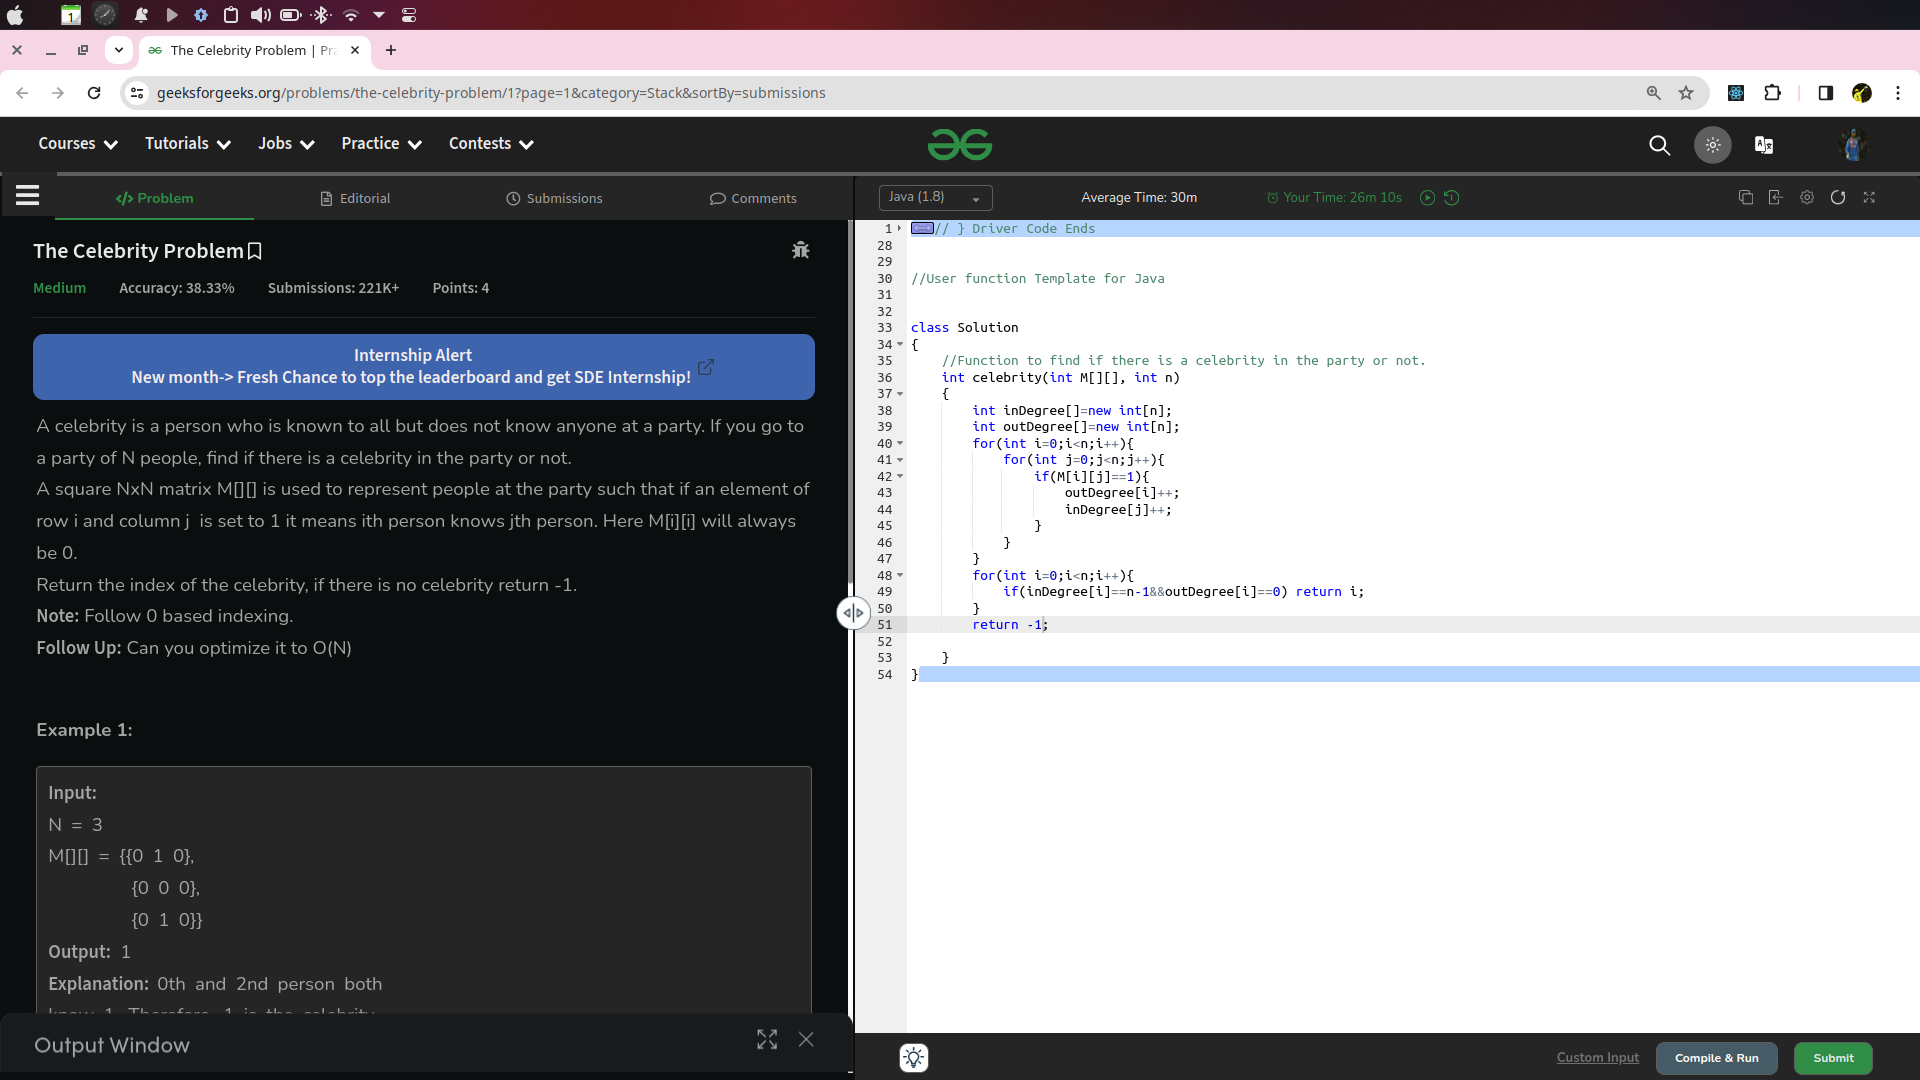 1
The Celebrity Problem | Pra
geeksforgeeks.org/problems/the-celebrity-problem/1?page=1&category=Stack&sortBy=submissions
Courses
Tutorials
Jobs
Practice
Contests
</> Problem
Editorial
Submissions
Comments
The Celebrity Problem
Medium
Accuracy: 38.33%
Submissions: 221K+
Points: 4
Internship Alert
New month-> Fresh Chance to top the leaderboard and get SDE Internship!
A celebrity is a person who is known to all but does not know anyone at a party. If you go to
a party of N people, find if there is a celebrity in the party or not.
A square NxN matrix M[][] is used to represent people at the party such that if an element of
row i and column j is set to 1 it means ith person knows jth person. Here M[i][i] will always
be 0.
Return the index of the celebrity, if there is no celebrity return -1.
Note: Follow 0 based indexing.
Follow Up: Can you optimize it to O(N)
Example 1:
Input:
N = 3
M[][] = {{0 1 0},
{0 0 0},
{0 1 0}}
Output: 1
Explanation: 0th and 2nd person both
know 1. Therefore, 1 is the celebrity.
Output Window
Java (1.8)
Average Time: 30m
Your Time: 26m 10s
1 // } Driver Code Ends
28
29
30 //User function Template for Java
31
32
33 class Solution
34 {
35 //Function to find if there is a celebrity in the party or not.
36 int celebrity(int M[][], int n)
37 {
38 int inDegree[]=new int[n];
39 int outDegree[]=new int[n];
40 for(int i=0;i<n;i++){
41 for(int j=0;j<n;j++){
42 if(M[i][j]==1){
43 outDegree[i]++;
44 inDegree[j]++;
45 }
46 }
47 }
48 for(int i=0;i<n;i++){
49 if(inDegree[i]==n-1&&outDegree[i]==0) return i;
50 }
51 return -1;
52
53 }
54 }
Custom Input
Compile & Run
Submit